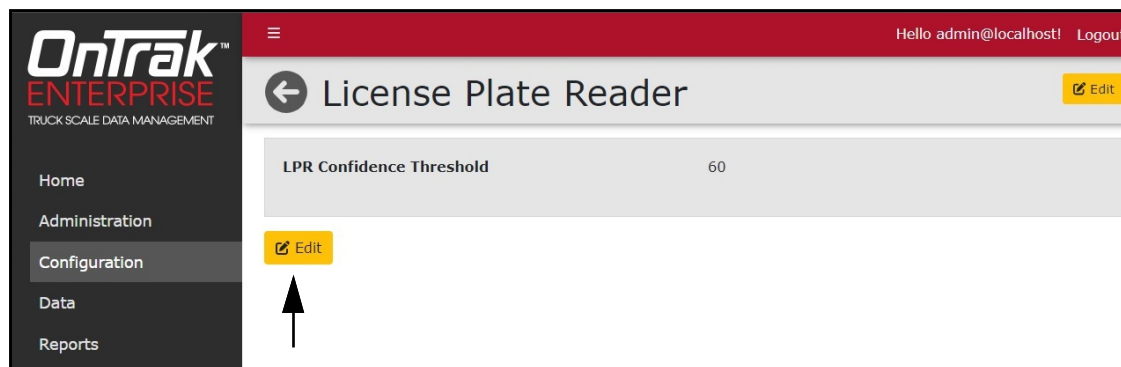 OnTrak™
ENTERPRISE
TRUCK SCALE DATA MANAGEMENT
Hello admin@localhost! Logout
License Plate Reader
Edit
LPR Confidence Threshold 60
Edit
Home
Administration
Configuration
Data
Reports